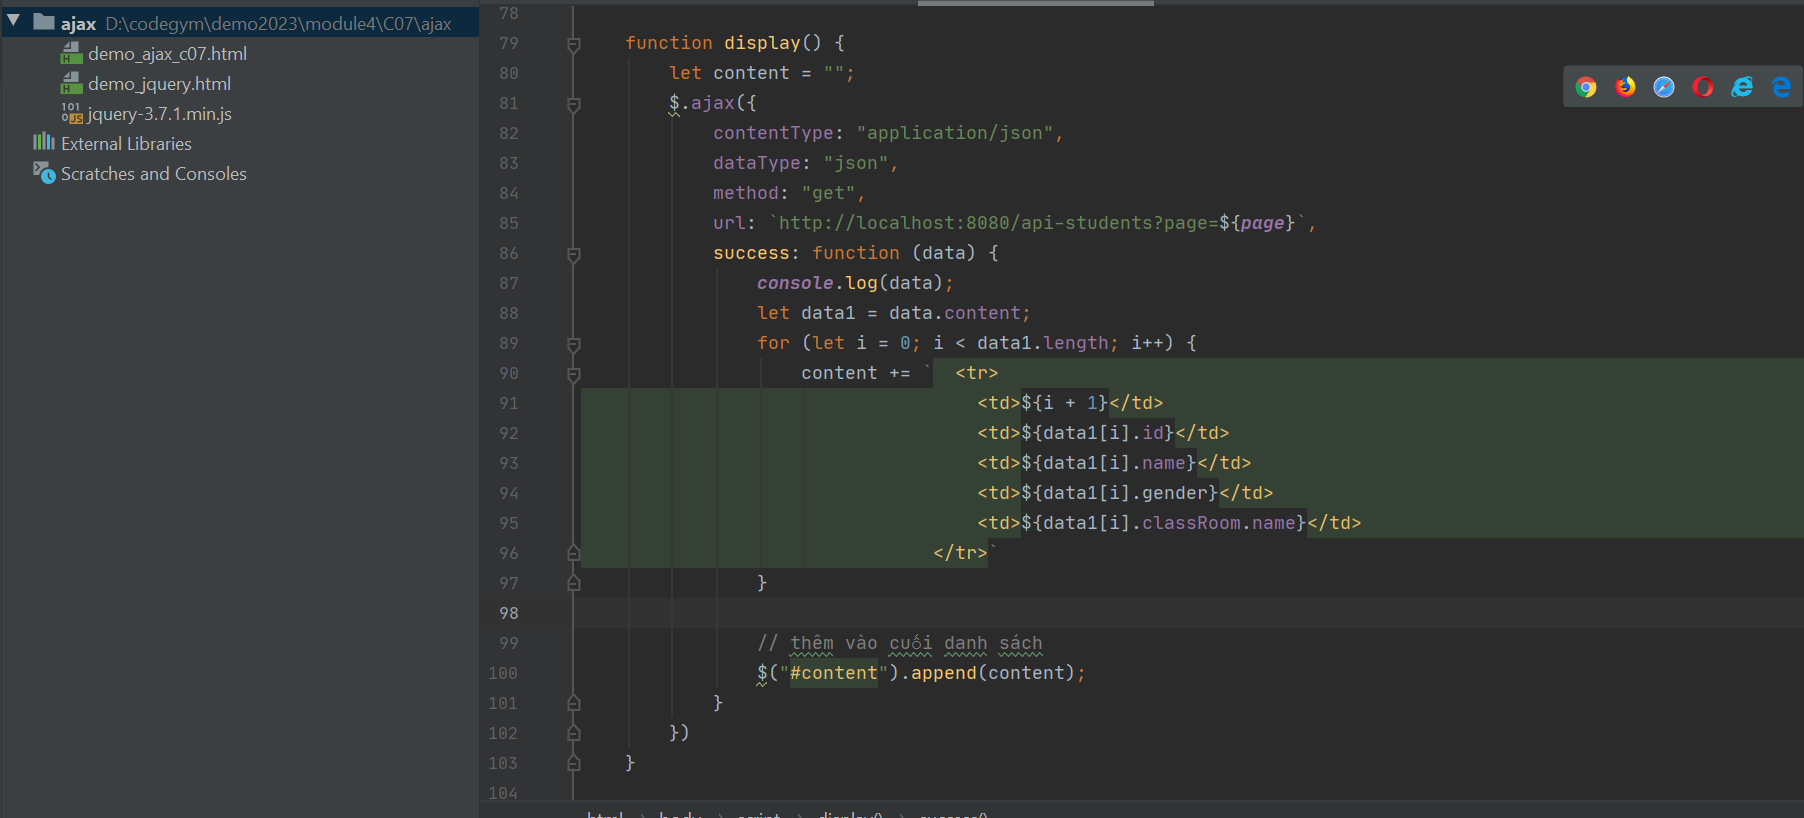 ajax D:\codegym\demo2023\module4\C07\ajax
demo_ajax_c07.html
demo_jquery.html
jquery-3.7.1.min.js
External Libraries
Scratches and Consoles
78
79 function display() {
80 let content = "";
81 $.ajax({
82 contentType: "application/json",
83 dataType: "json",
84 method: "get",
85 url: `http://localhost:8080/api-students?page=${page}`,
86 success: function (data) {
87 console.log(data);
88 let data1 = data.content;
89 for (let i = 0; i < data1.length; i++) {
90 content += ` <tr>
91 <td>${i + 1}</td>
92 <td>${data1[i].id}</td>
93 <td>${data1[i].name}</td>
94 <td>${data1[i].gender}</td>
95 <td>${data1[i].classRoom.name}</td>
96 </tr>`
97 }
98
99 // thêm vào cuối danh sách
100 $("#content").append(content);
101 }
102 })
103 }
104
html › body › script › display() › success()